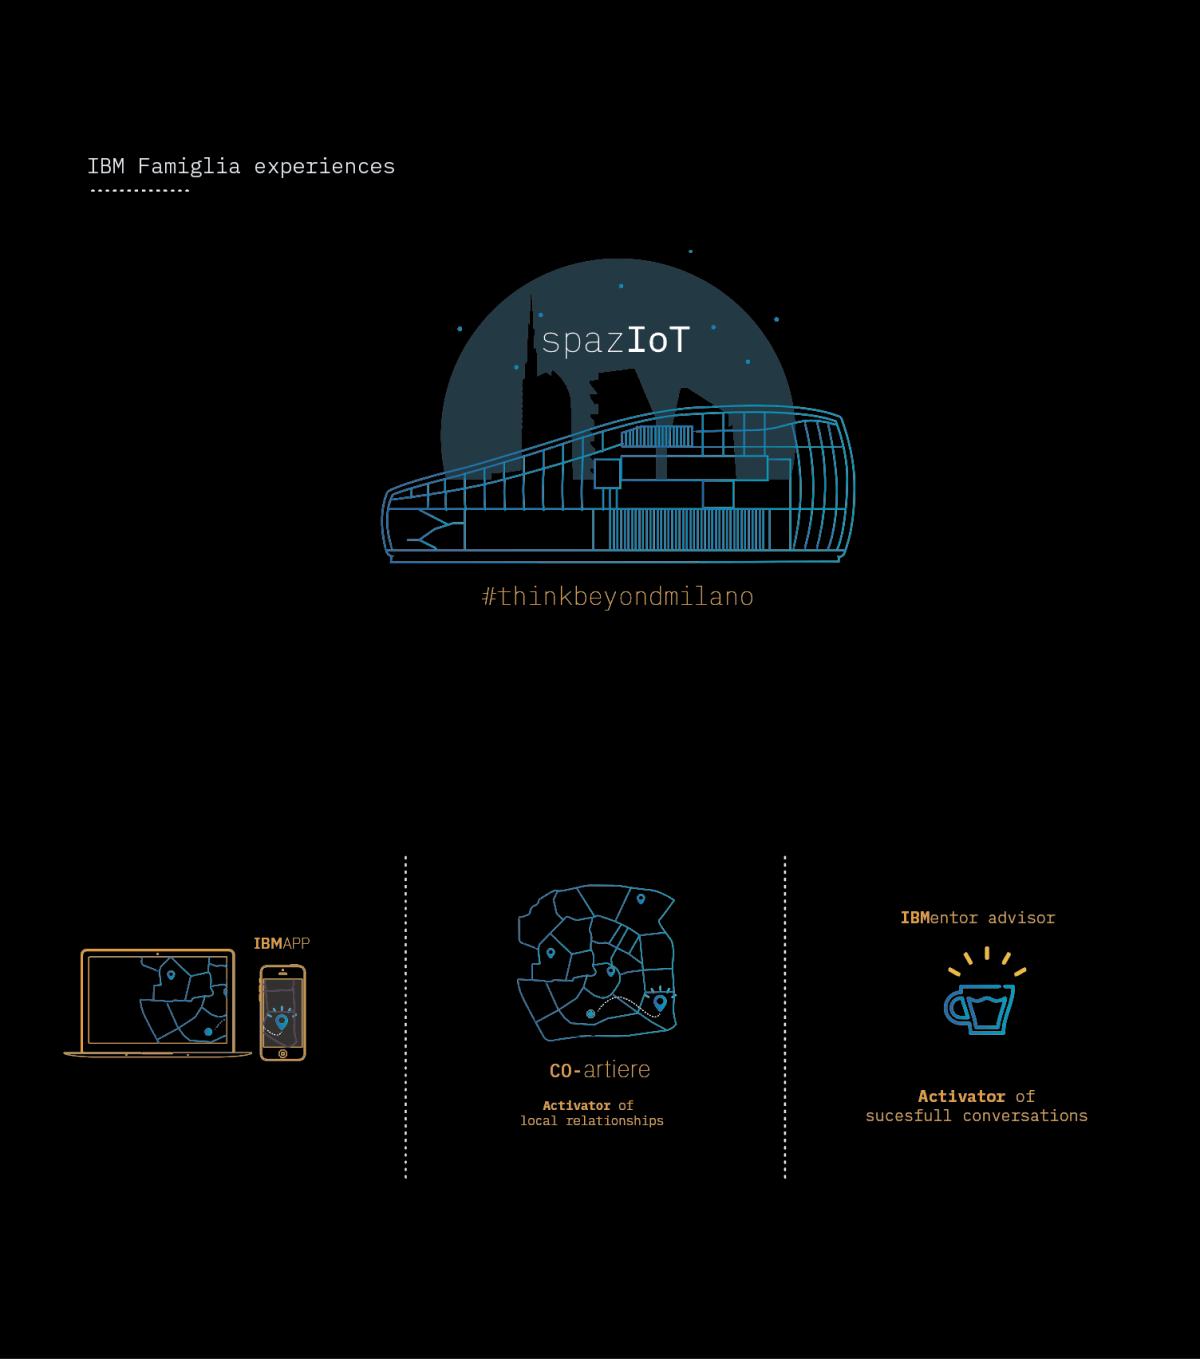 IBM Famiglia experiences
spazIoT
#thinkbeyondmilano
IBMAPP
CO-artiere
Activator of
local relationships
IBMentor advisor
Activator of
sucesfull conversations